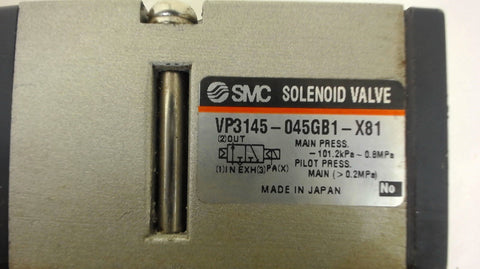 SMC SOLENOID VALVE
VP3145-045GB1-X81
(2)OUT
MAIN PRESS.
-101.2kPa~0.8MPa
PILOT PRESS.
MAIN (>0.2MPa)
(1)IN EXH(3)PA(X)
MADE IN JAPAN
No